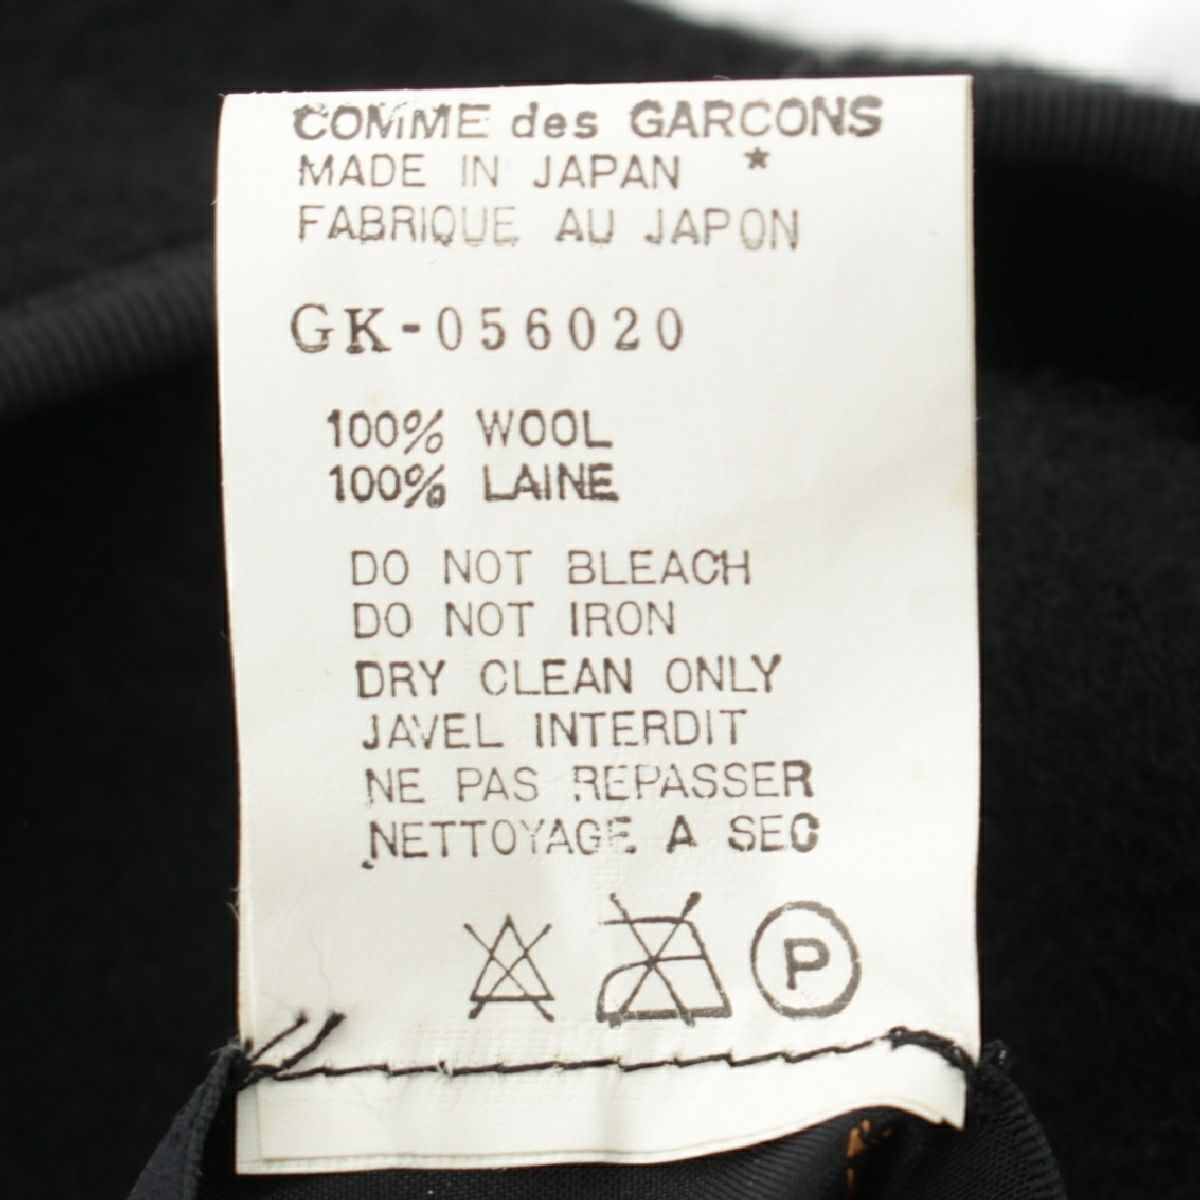 COMME des GARCONS
MADE IN JAPAN *
FABRIQUE AU JAPON
GK-056020
100% WOOL
100% LAINE
DO NOT BLEACH
DO NOT IRON
DRY CLEAN ONLY
JAVEL INTERDIT
NE PAS REPASSER
NETTOYAGE A SEC
P